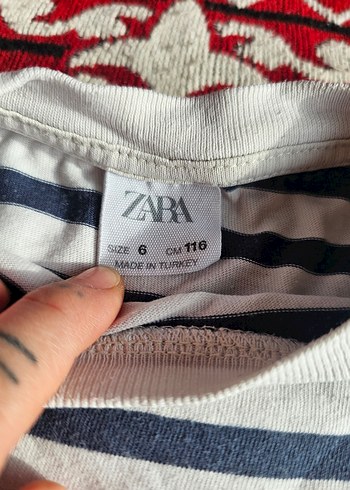 ZARA
SIZE 6 CM 116
MADE IN TURKEY